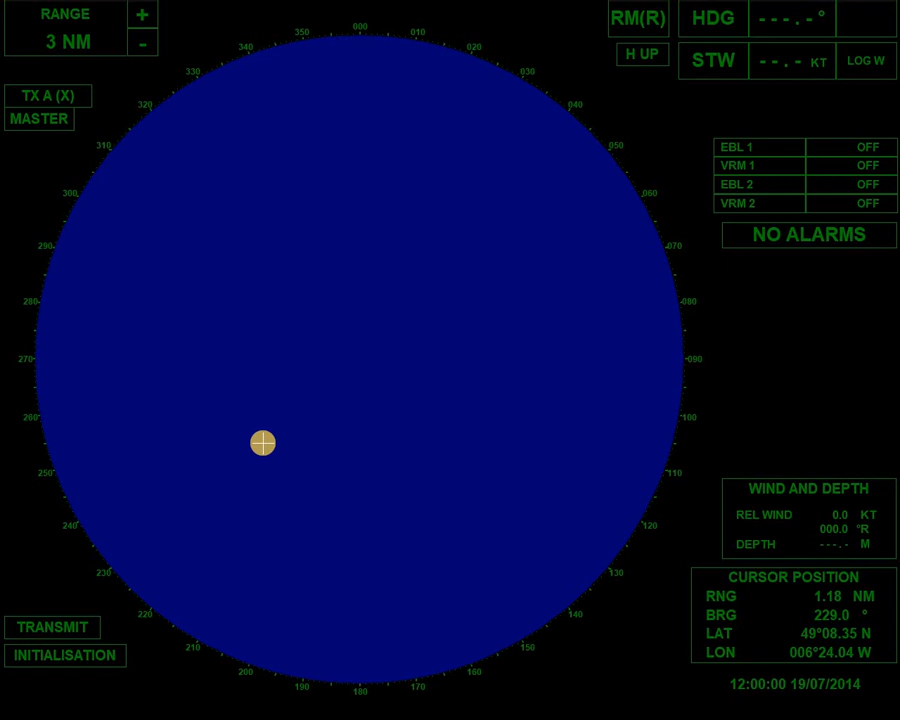 RANGE
+
3 NM
-
TX A (X)
MASTER
RM(R)
H UP
HDG ---.-°
STW --.- KT LOG W
EBL 1 OFF
VRM 1 OFF
EBL 2 OFF
VRM 2 OFF
NO ALARMS
000
010
020
030
040
050
060
070
080
090
100
110
120
130
140
150
160
170
180
190
200
210
220
230
240
250
260
270
280
290
300
310
320
330
340
350
WIND AND DEPTH
REL WIND 0.0 KT
000.0 °R
DEPTH ---.- M
CURSOR POSITION
RNG 1.18 NM
BRG 229.0 °
LAT 49°08.35 N
LON 006°24.04 W
TRANSMIT
INITIALISATION
12:00:00 19/07/2014